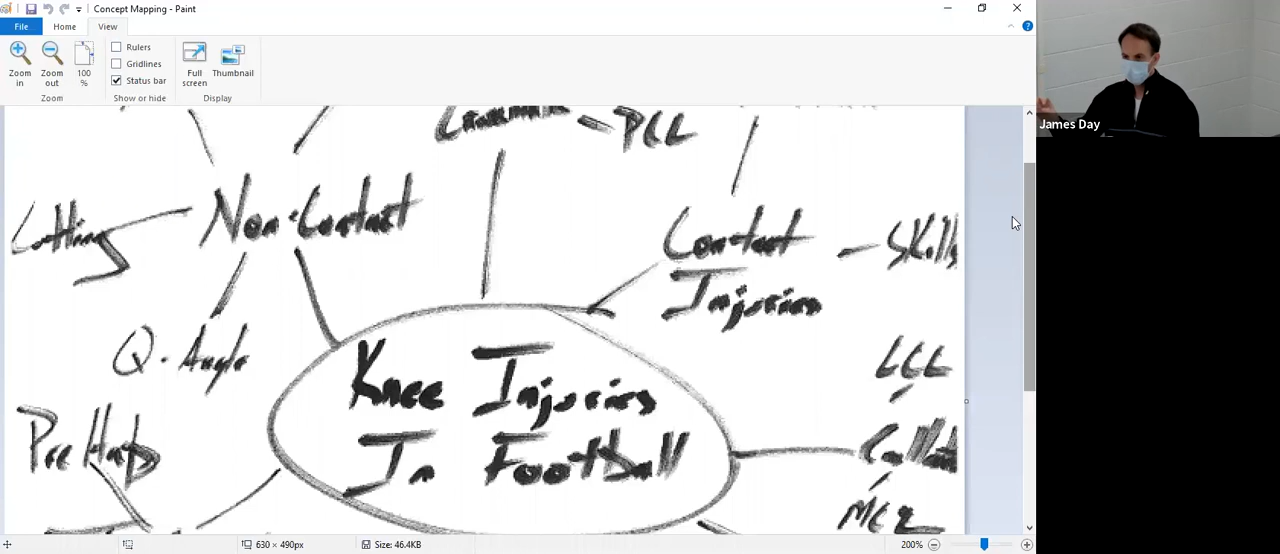 Concept Mapping - Paint
File Home View
Zoom in
Zoom out
100 %
Rulers
Gridlines
Status bar
Full screen
Thumbnail
Zoom
Show or hide
Display
James Day
PCL
Non-Contact
Cutting
Contact
Injuries
Skills
Q-Angle
LCL
Knee Injuries
In Football
Pre Hab
MCL
630 × 490px
Size: 46.4KB
200%